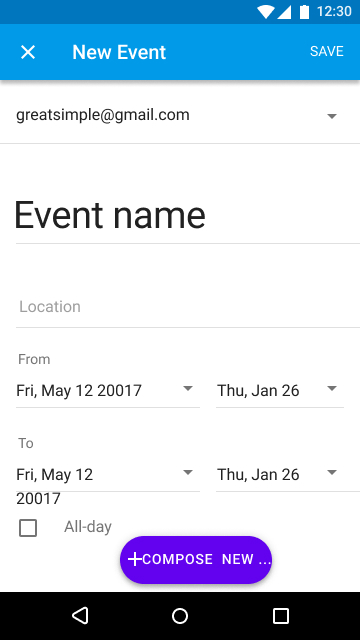 12:30
New Event SAVE
greatsimple@gmail.com
Event name
Location
From
Fri, May 12 20017 Thu, Jan 26
To
Fri, May 12 Thu, Jan 26
20017
All-day
COMPOSE NEW ...